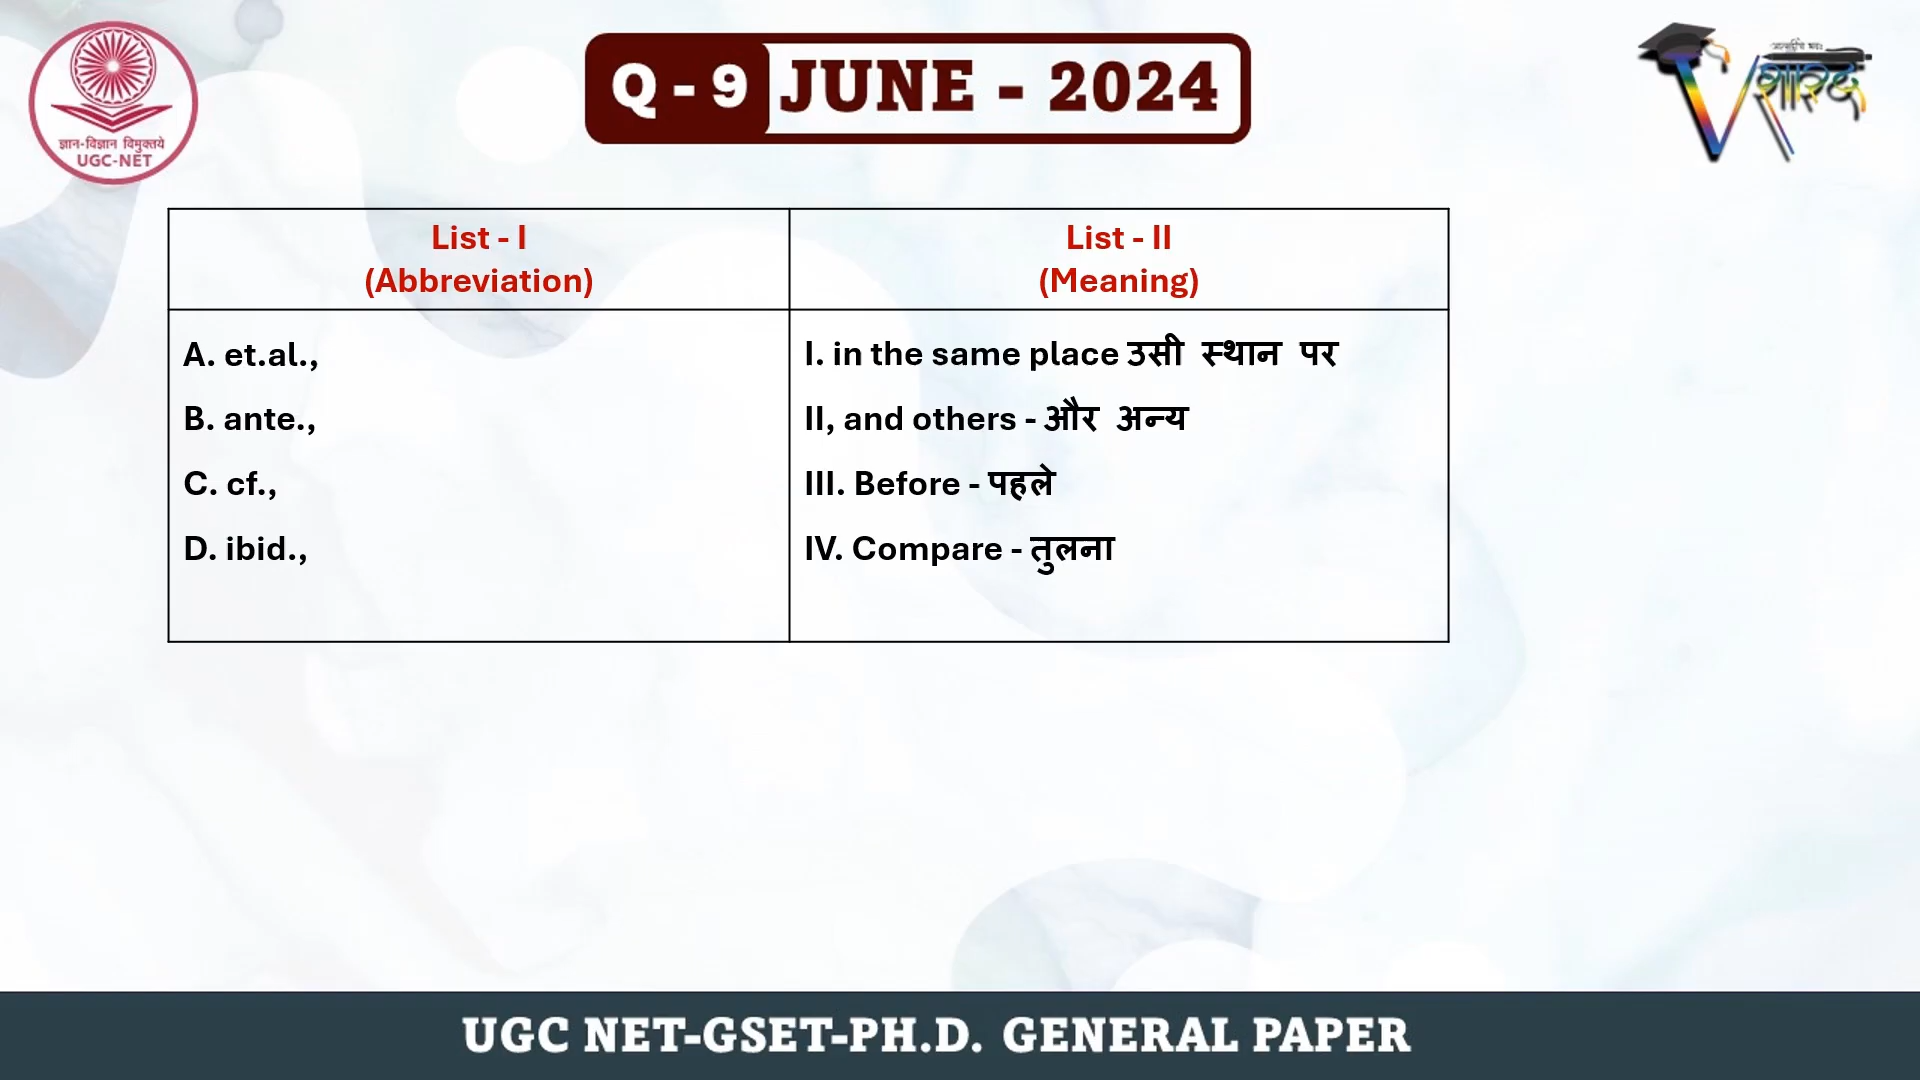 ज्ञान-विज्ञान विमुक्तये
UGC-NET
Q - 9 JUNE - 2024
शारद
List - I
(Abbreviation)
List - II
(Meaning)
A. et.al.,
B. ante.,
C. cf.,
D. ibid.,
I. in the same place उसी स्थान पर
II, and others - और अन्य
III. Before - पहले
IV. Compare - तुलना
UGC NET-GSET-PH.D. GENERAL PAPER